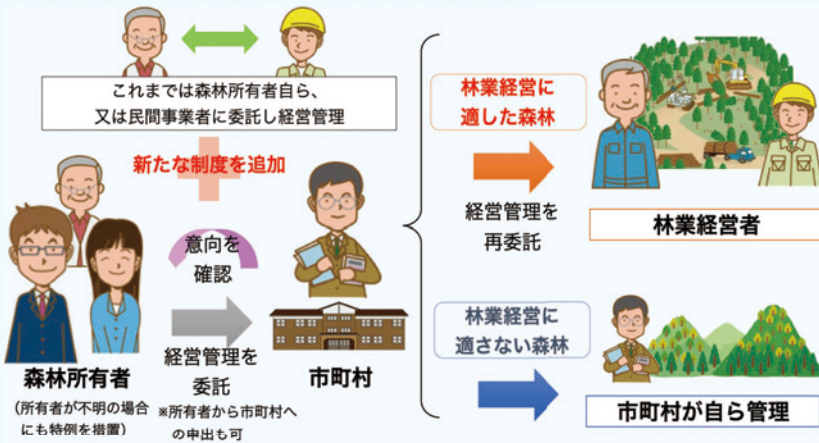 これまでは森林所有者自ら、
又は民間事業者に委託し経営管理
新たな制度を追加
意向を
確認
経営管理を
委託
※所有者から市町村へ
の申出も可
森林所有者
(所有者が不明の場合
にも特例を措置)
市町村
林業経営に
適した森林
経営管理を
再委託
林業経営者
林業経営に
適さない森林
市町村が自ら管理